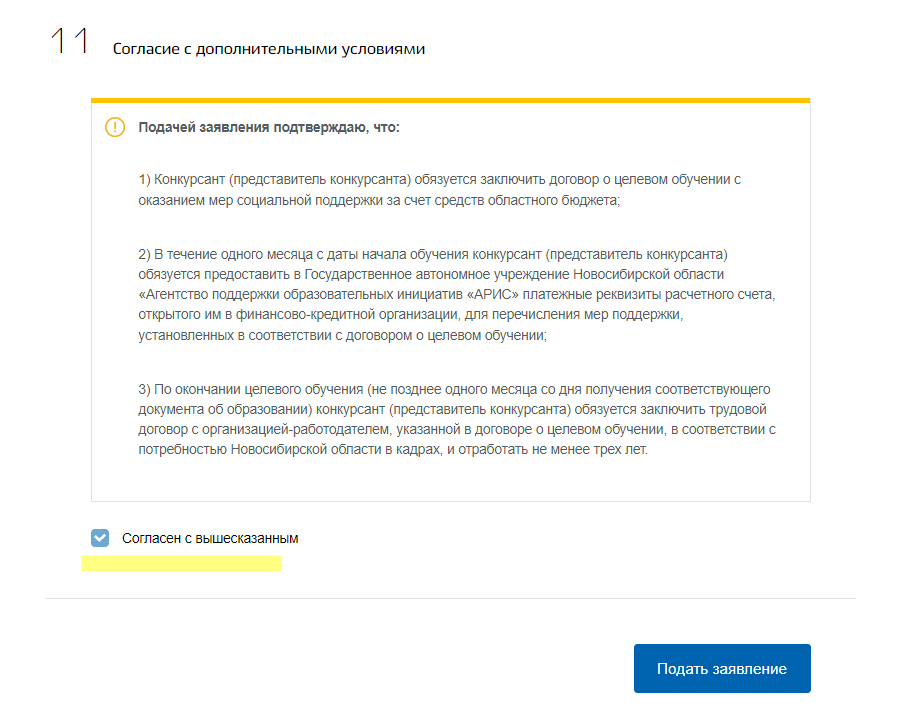 11 Согласие с дополнительными условиями
Подачей заявления подтверждаю, что:
1) Конкурсант (представитель конкурсанта) обязуется заключить договор о целевом обучении с
оказанием мер социальной поддержки за счет средств областного бюджета;
2) В течение одного месяца с даты начала обучения конкурсант (представитель конкурсанта)
обязуется предоставить в Государственное автономное учреждение Новосибирской области
«Агентство поддержки образовательных инициатив «АРИС» платежные реквизиты расчетного счета,
открытого им в финансово-кредитной организации, для перечисления мер поддержки,
установленных в соответствии с договором о целевом обучении;
3) По окончании целевого обучения (не позднее одного месяца со дня получения соответствующего
документа об образовании) конкурсант (представитель конкурсанта) обязуется заключить трудовой
договор с организацией-работодателем, указанной в договоре о целевом обучении, в соответствии с
потребностью Новосибирской области в кадрах, и отработать не менее трех лет.
Согласен с вышесказанным
Подать заявление